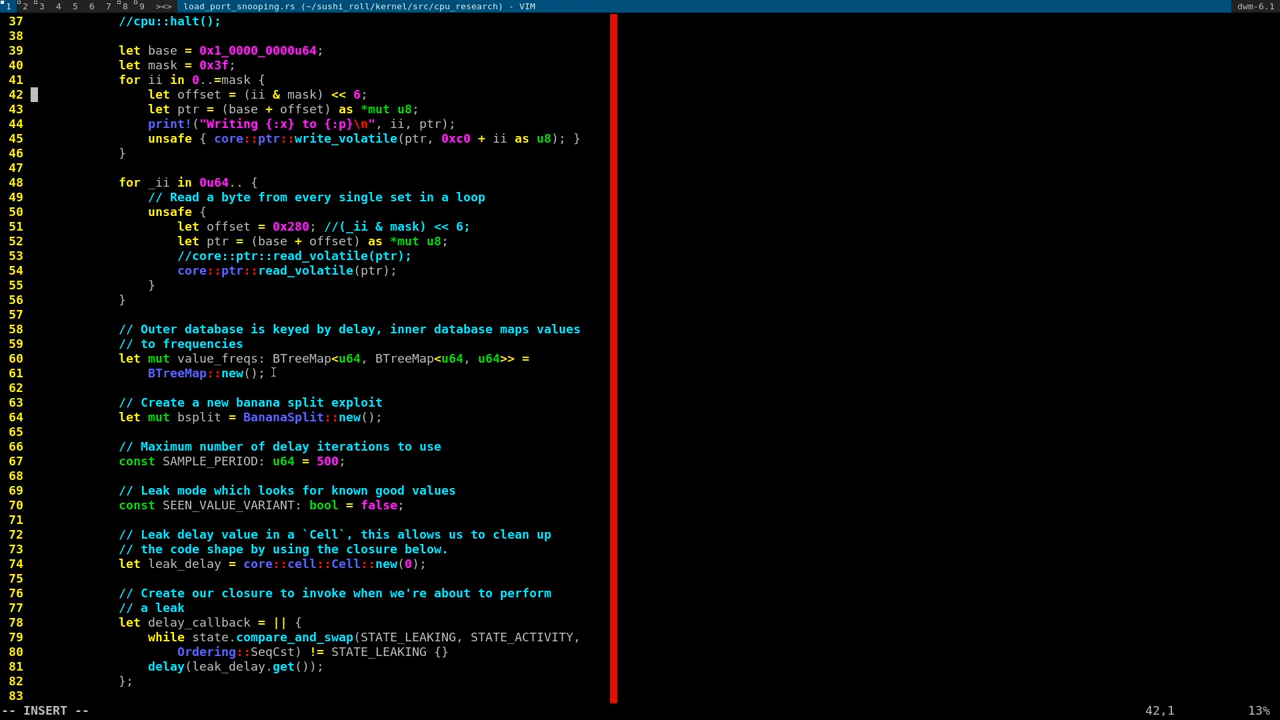 1 2 3 4 5 6 7 8 9 ><> load_port_snooping.rs (~/sushi_roll/kernel/src/cpu_research) - VIM dwm-6.1
37 //cpu::halt();
38
39 let base = 0x1_0000_0000u64;
40 let mask = 0x3f;
41 for ii in 0..=mask {
42 let offset = (ii & mask) << 6;
43 let ptr = (base + offset) as *mut u8;
44 print!("Writing {:x} to {:p}\n", ii, ptr);
45 unsafe { core::ptr::write_volatile(ptr, 0xc0 + ii as u8); }
46 }
47
48 for _ii in 0u64.. {
49 // Read a byte from every single set in a loop
50 unsafe {
51 let offset = 0x280; //(_ii & mask) << 6;
52 let ptr = (base + offset) as *mut u8;
53 //core::ptr::read_volatile(ptr);
54 core::ptr::read_volatile(ptr);
55 }
56 }
57
58 // Outer database is keyed by delay, inner database maps values
59 // to frequencies
60 let mut value_freqs: BTreeMap<u64, BTreeMap<u64, u64>> =
61 BTreeMap::new();
62
63 // Create a new banana split exploit
64 let mut bsplit = BananaSplit::new();
65
66 // Maximum number of delay iterations to use
67 const SAMPLE_PERIOD: u64 = 500;
68
69 // Leak mode which looks for known good values
70 const SEEN_VALUE_VARIANT: bool = false;
71
72 // Leak delay value in a `Cell`, this allows us to clean up
73 // the code shape by using the closure below.
74 let leak_delay = core::cell::Cell::new(0);
75
76 // Create our closure to invoke when we're about to perform
77 // a leak
78 let delay_callback = || {
79 while state.compare_and_swap(STATE_LEAKING, STATE_ACTIVITY,
80 Ordering::SeqCst) != STATE_LEAKING {}
81 delay(leak_delay.get());
82 };
83
-- INSERT -- 42,1 13%